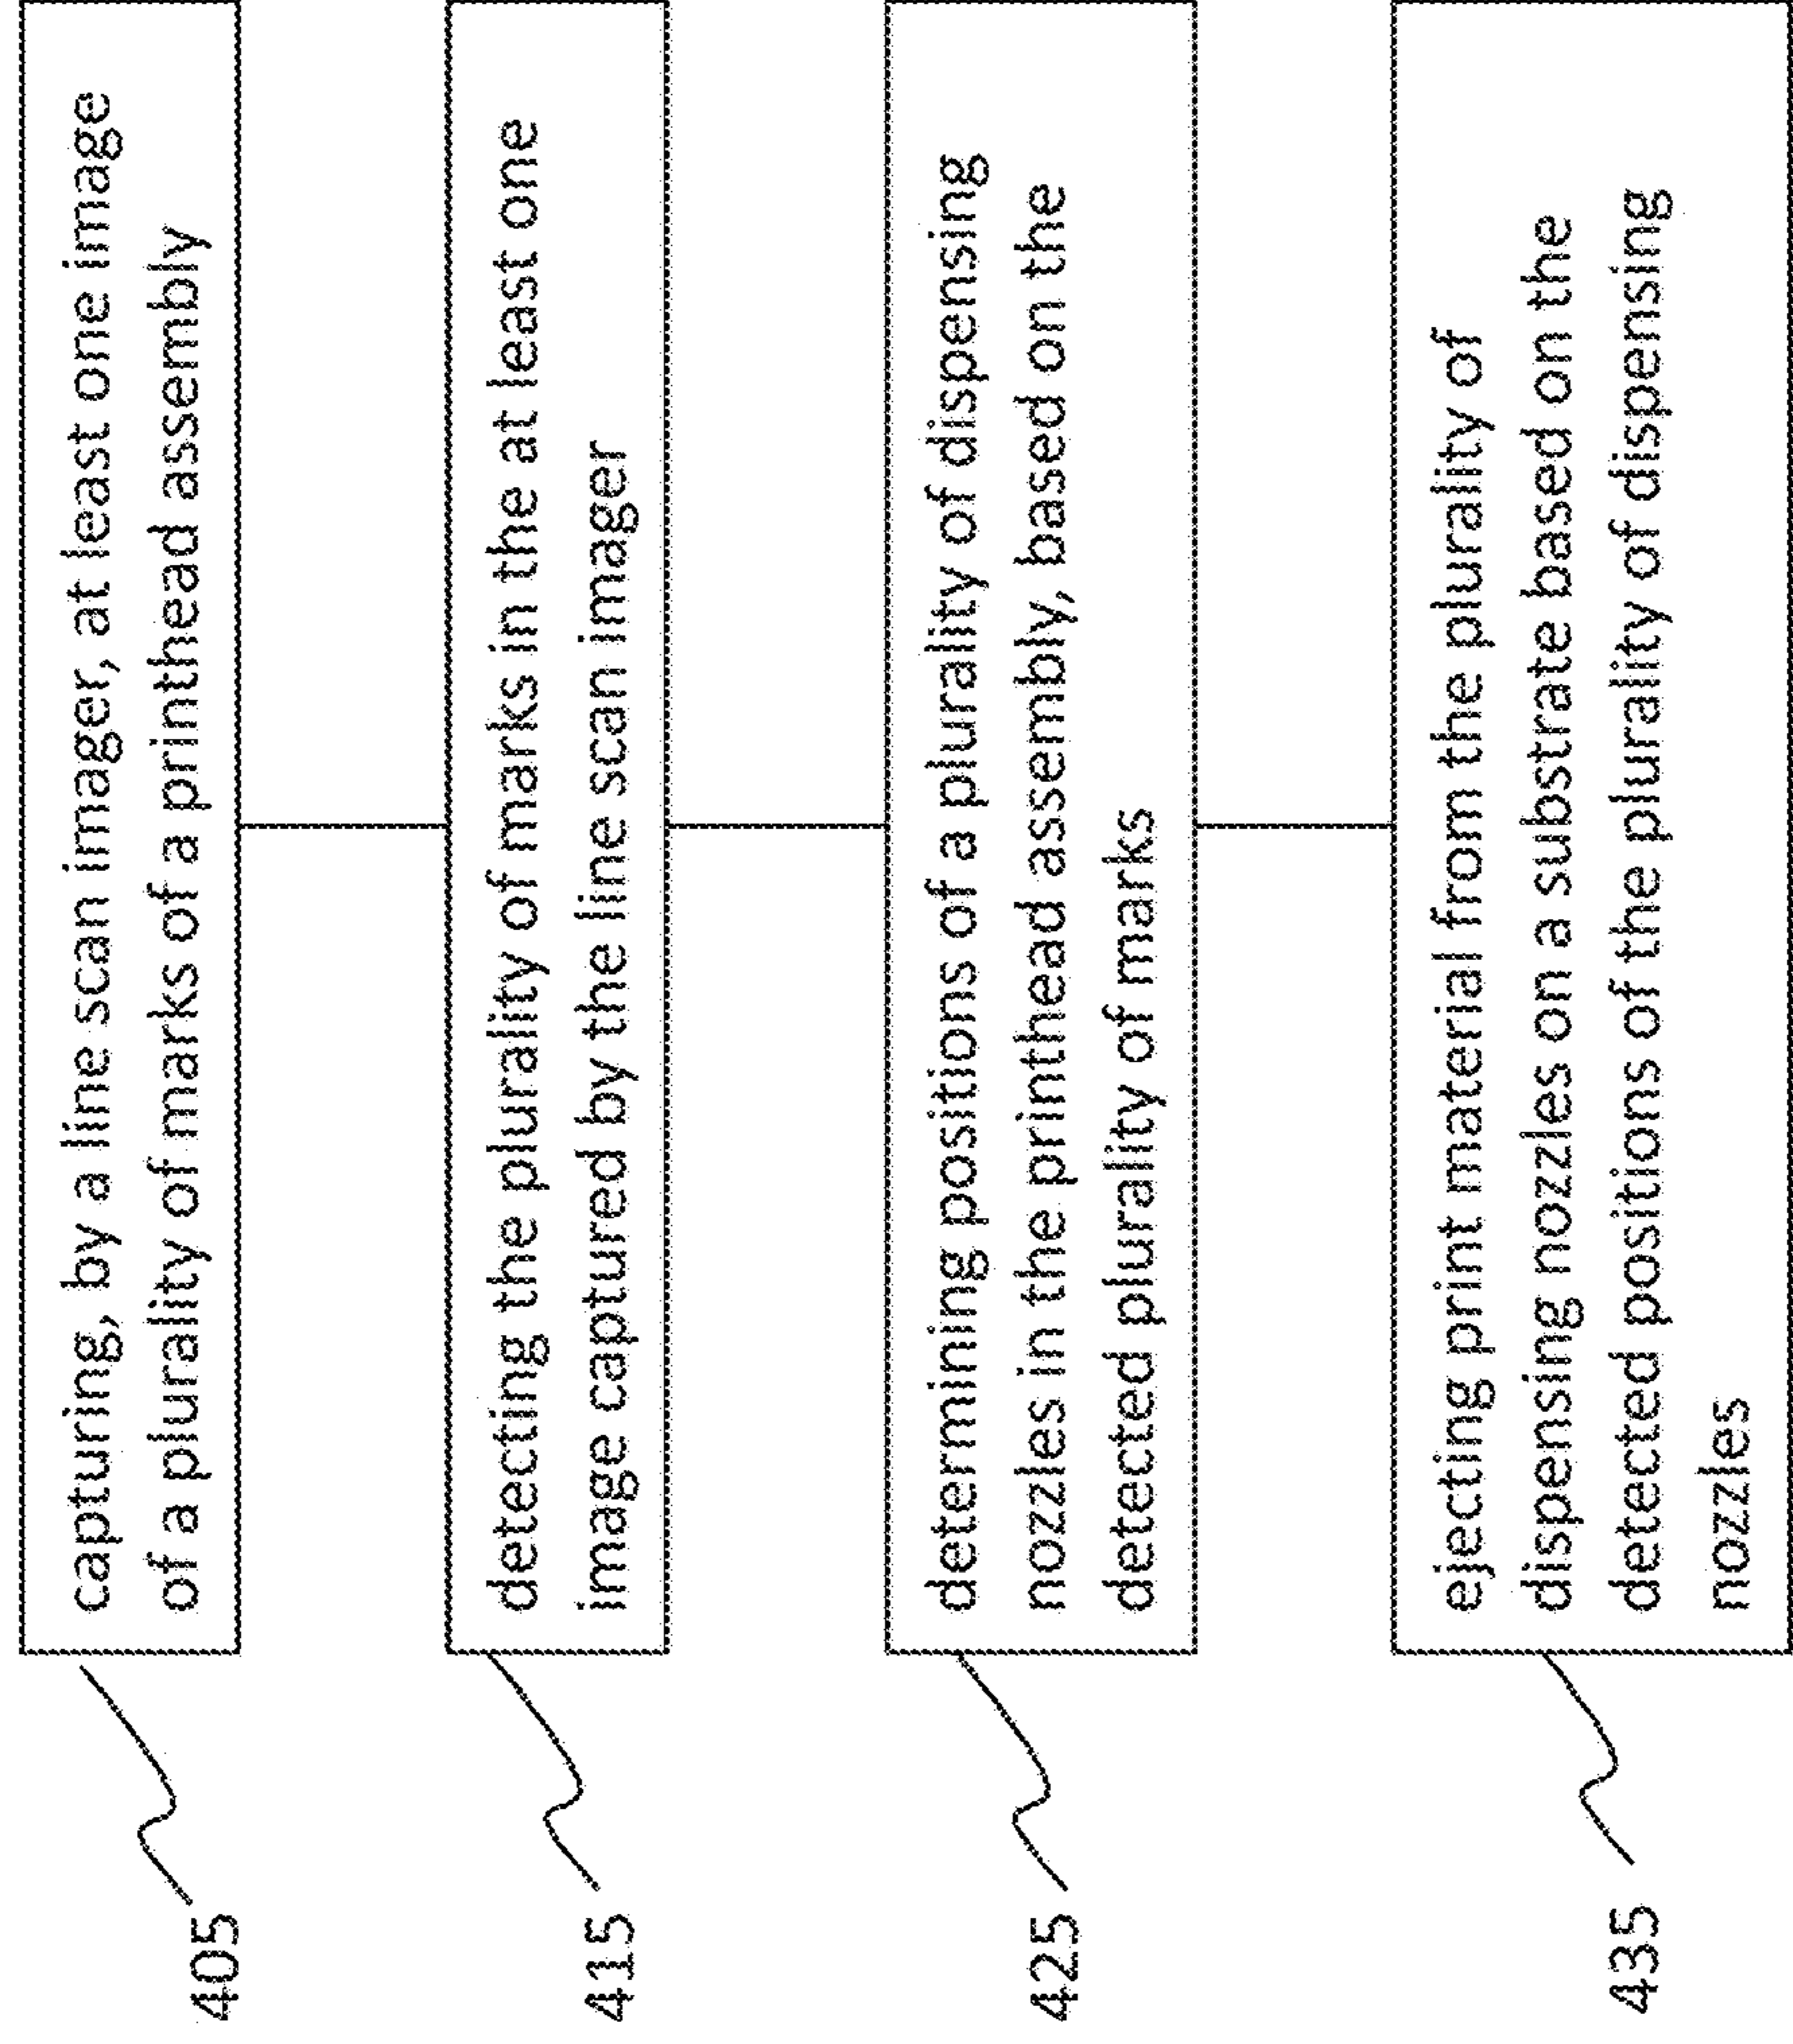 405
capturing, by a line scan imager, at least one image
of a plurality of marks of a printhead assembly
415
detecting the plurality of marks in the at least one
image captured by the line scan imager
425
determining positions of a plurality of dispensing
nozzles in the printhead assembly, based on the
detected plurality of marks
435
ejecting print material from the plurality of
dispensing nozzles on a substrate based on the
detected positions of the plurality of dispensing
nozzles